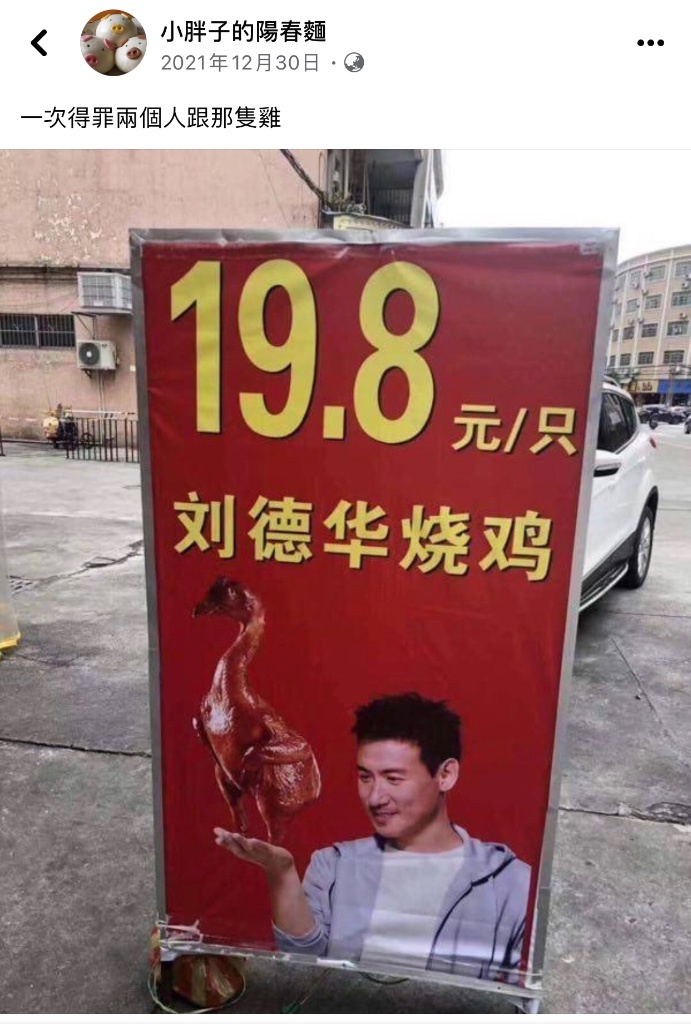 小胖子的陽春麵
2021年12月30日 ·
一次得罪兩個人跟那隻雞
19.8 元/只
刘德华烧鸡